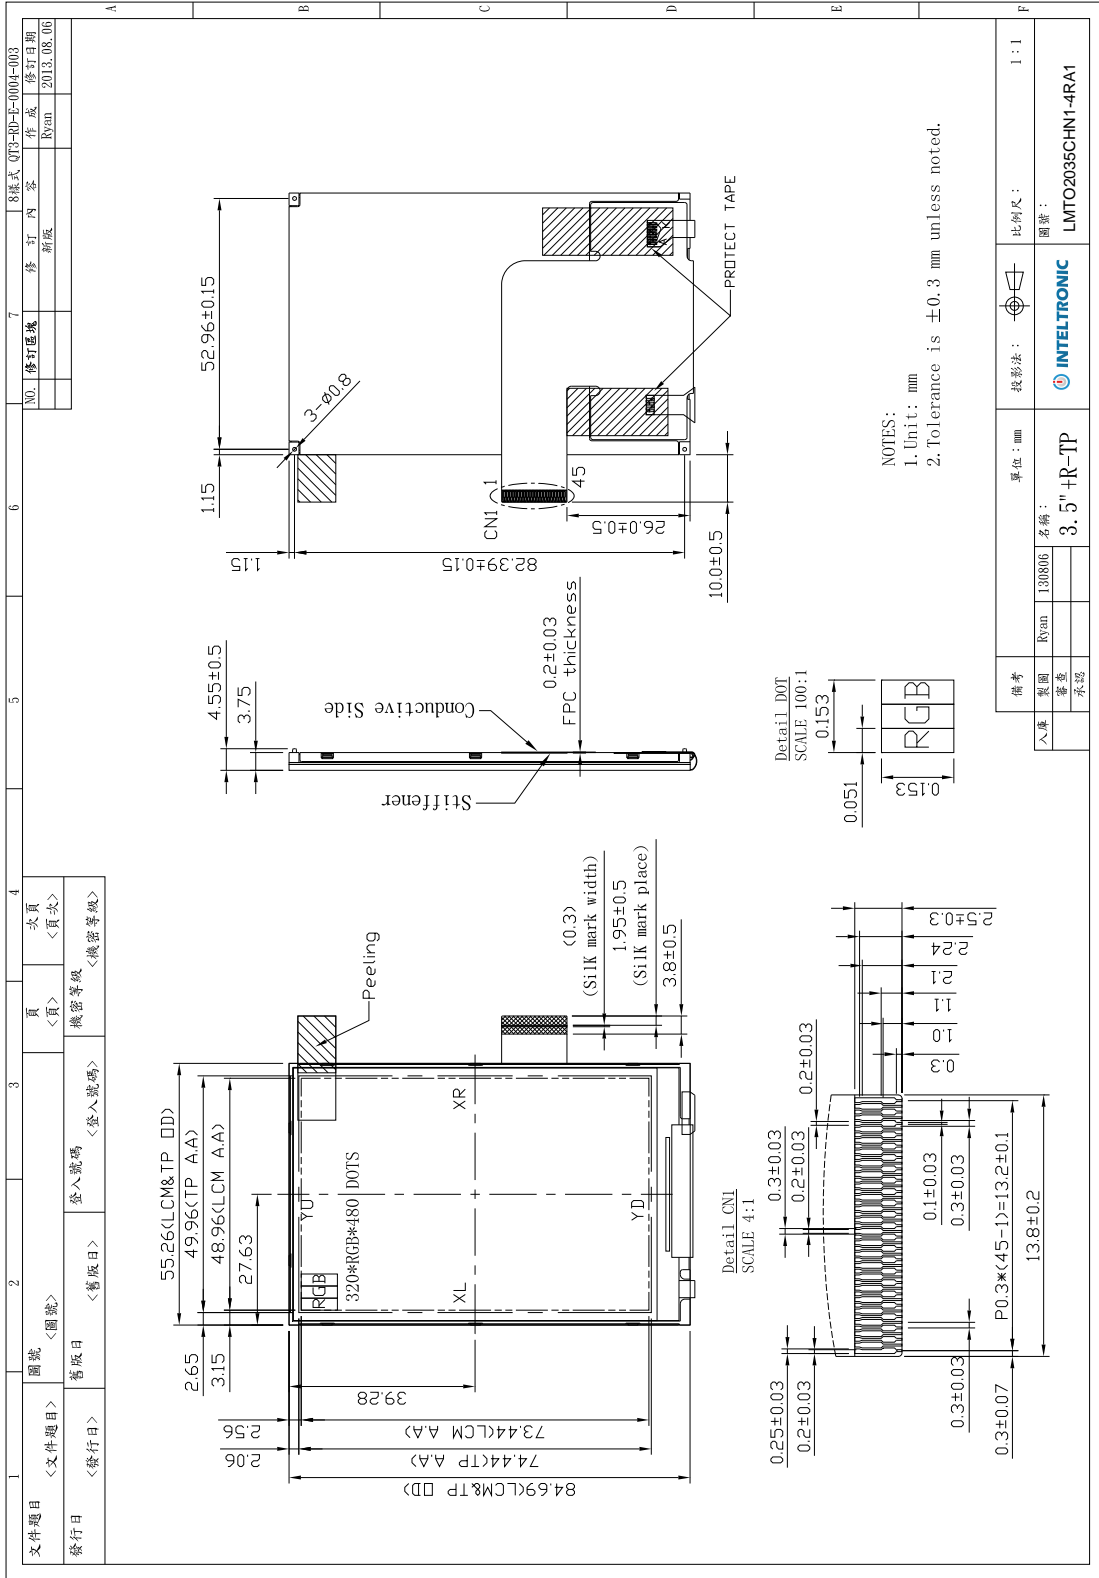 1
2
3
4
5
6
7
8樣式 QT3-RD-E-0004-003
A
B
C
D
E
F
文件題目
<文件題目>
圖號
<圖號>
頁
<頁>
次頁
<頁次>
發行日
<發行日>
舊版日
<舊版日>
登入號碼
<登入號碼>
機密等級
<機密等級>
NO.
修訂區塊
修 訂 內 容
作 成
修訂日期
新版
Ryan
2013.08.06
55.26(LCM&TP OD)
49.96(TP A.A)
48.96(LCM A.A)
27.63
2.65
3.15
39.28
2.56
2.06
73.44(LCM A.A)
74.44(TP A.A)
84.69(LCM&TP OD)
RGB
320*RGB*480 DOTS
YU
YD
XL
XR
Peeling
(0.3)
(SilK mark width)
1.95±0.5
(SilK mark place)
3.8±0.5
4.55±0.5
3.75
Conductive Side
Stiffener
0.2±0.03
FPC thickness
52.96±0.15
1.15
3-Ø0.8
1.15
82.39±0.15
CN1
1
45
26.0±0.5
10.0±0.5
A K
PROTECT TAPE
Detail CN1
SCALE 4:1
0.25±0.03
0.2±0.03
0.3±0.03
0.2±0.03
0.2±0.03
0.3±0.03
0.3±0.07
0.1±0.03
0.3±0.03
P0.3*(45-1)=13.2±0.1
13.8±0.2
0.3
1.0
1.1
2.1
2.24
2.5±0.3
Detail DOT
SCALE 100:1
0.153
0.051
0.153
R G B
NOTES:
1.Unit: mm
2.Tolerance is ±0.3 mm unless noted.
備考
單位：mm
投影法：
比例尺：
1 : 1
入庫
製圖
Ryan
130806
審查
承認
名稱：
3.5"+R-TP
INTELTRONIC
圖號：
LMTO2035CHN1-4RA1